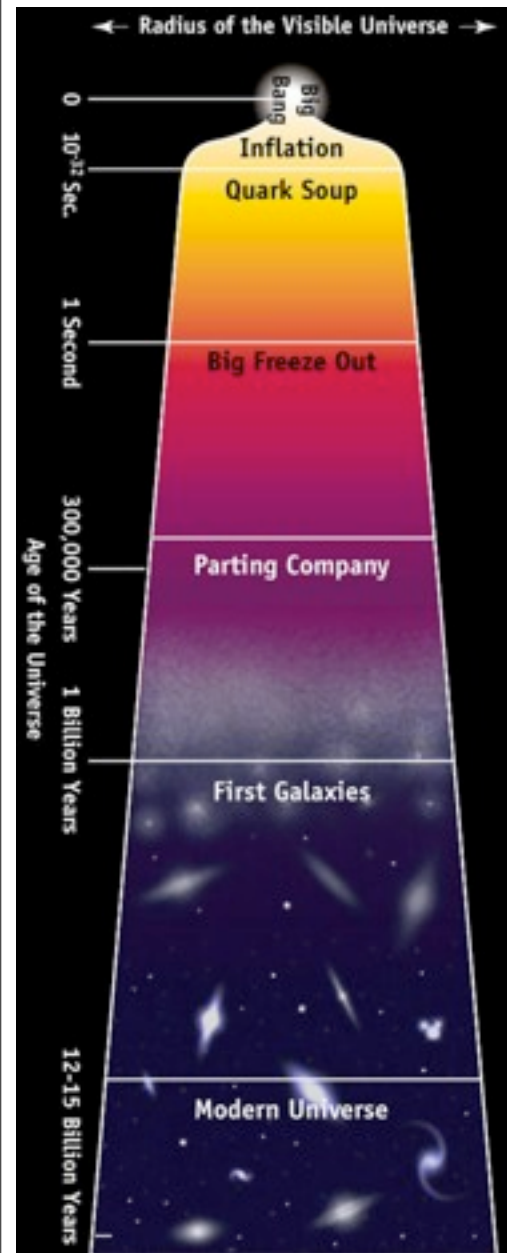 Radius of the Visible Universe
0
Big
Bang
Inflation
10-32 Sec.
Quark Soup
1 Second
Big Freeze Out
300,000 Years
Parting Company
Age of the Universe
1 Billion Years
First Galaxies
12-15 Billion Years
Modern Universe